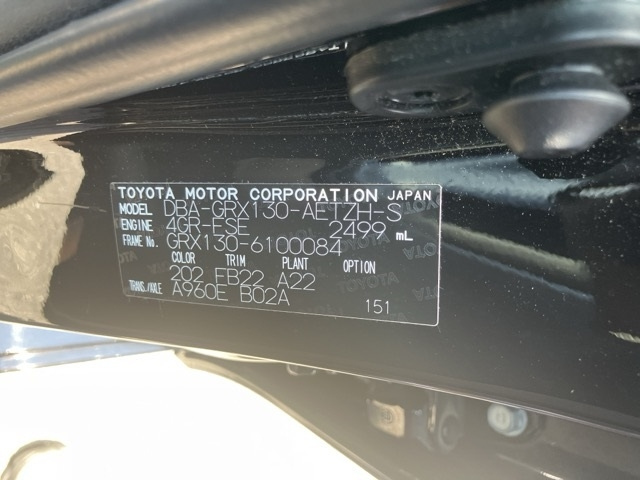 TOYOTA MOTOR CORPORATION JAPAN
MODEL DBA-GRX130-AETZH-S
ENGINE 4GR-FSE 2499 mL
FRAME No. GRX130-6100084
COLOR TRIM PLANT OPTION
202 FB22 A22
TRANS./AXLE A960E B02A
151